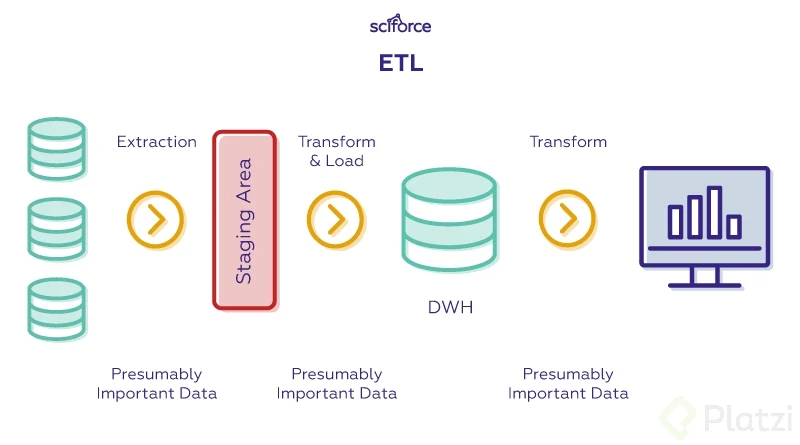 sciforce
ETL
Extraction
Staging Area
Transform
& Load
Transform
DWH
Presumably
Important Data
Presumably
Important Data
Presumably
Important Data
Platzi